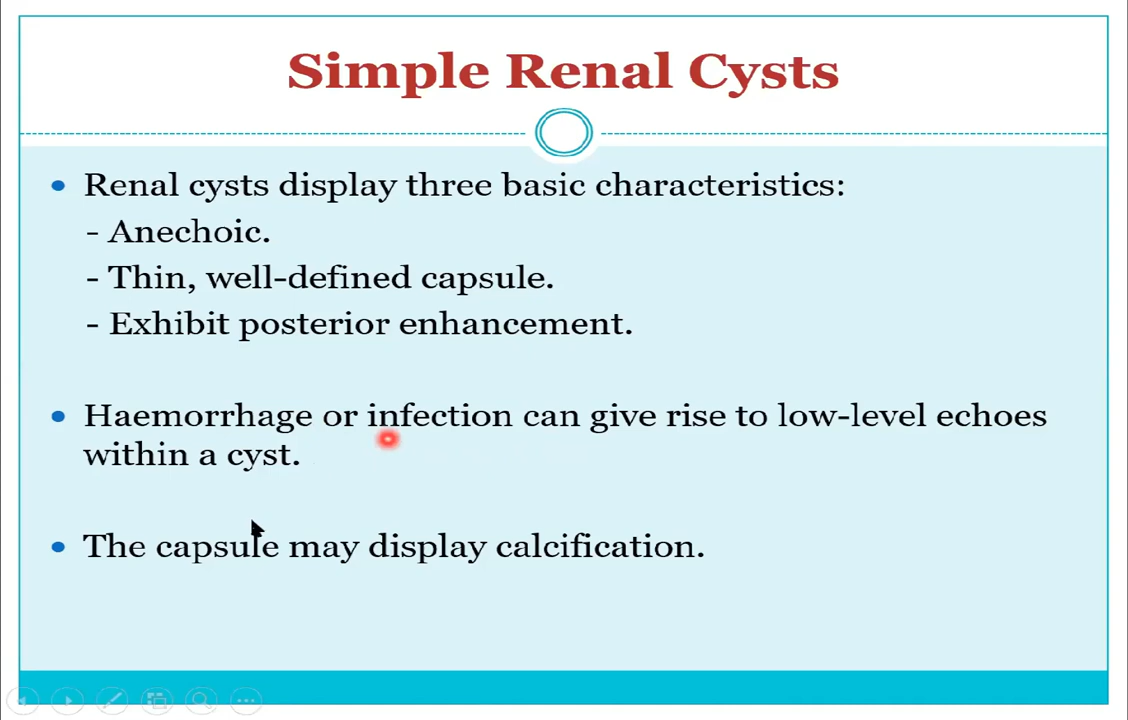 Simple Renal Cysts
• Renal cysts display three basic characteristics:
- Anechoic.
- Thin, well-defined capsule.
- Exhibit posterior enhancement.
• Haemorrhage or infection can give rise to low-level echoes
within a cyst.
• The capsule may display calcification.